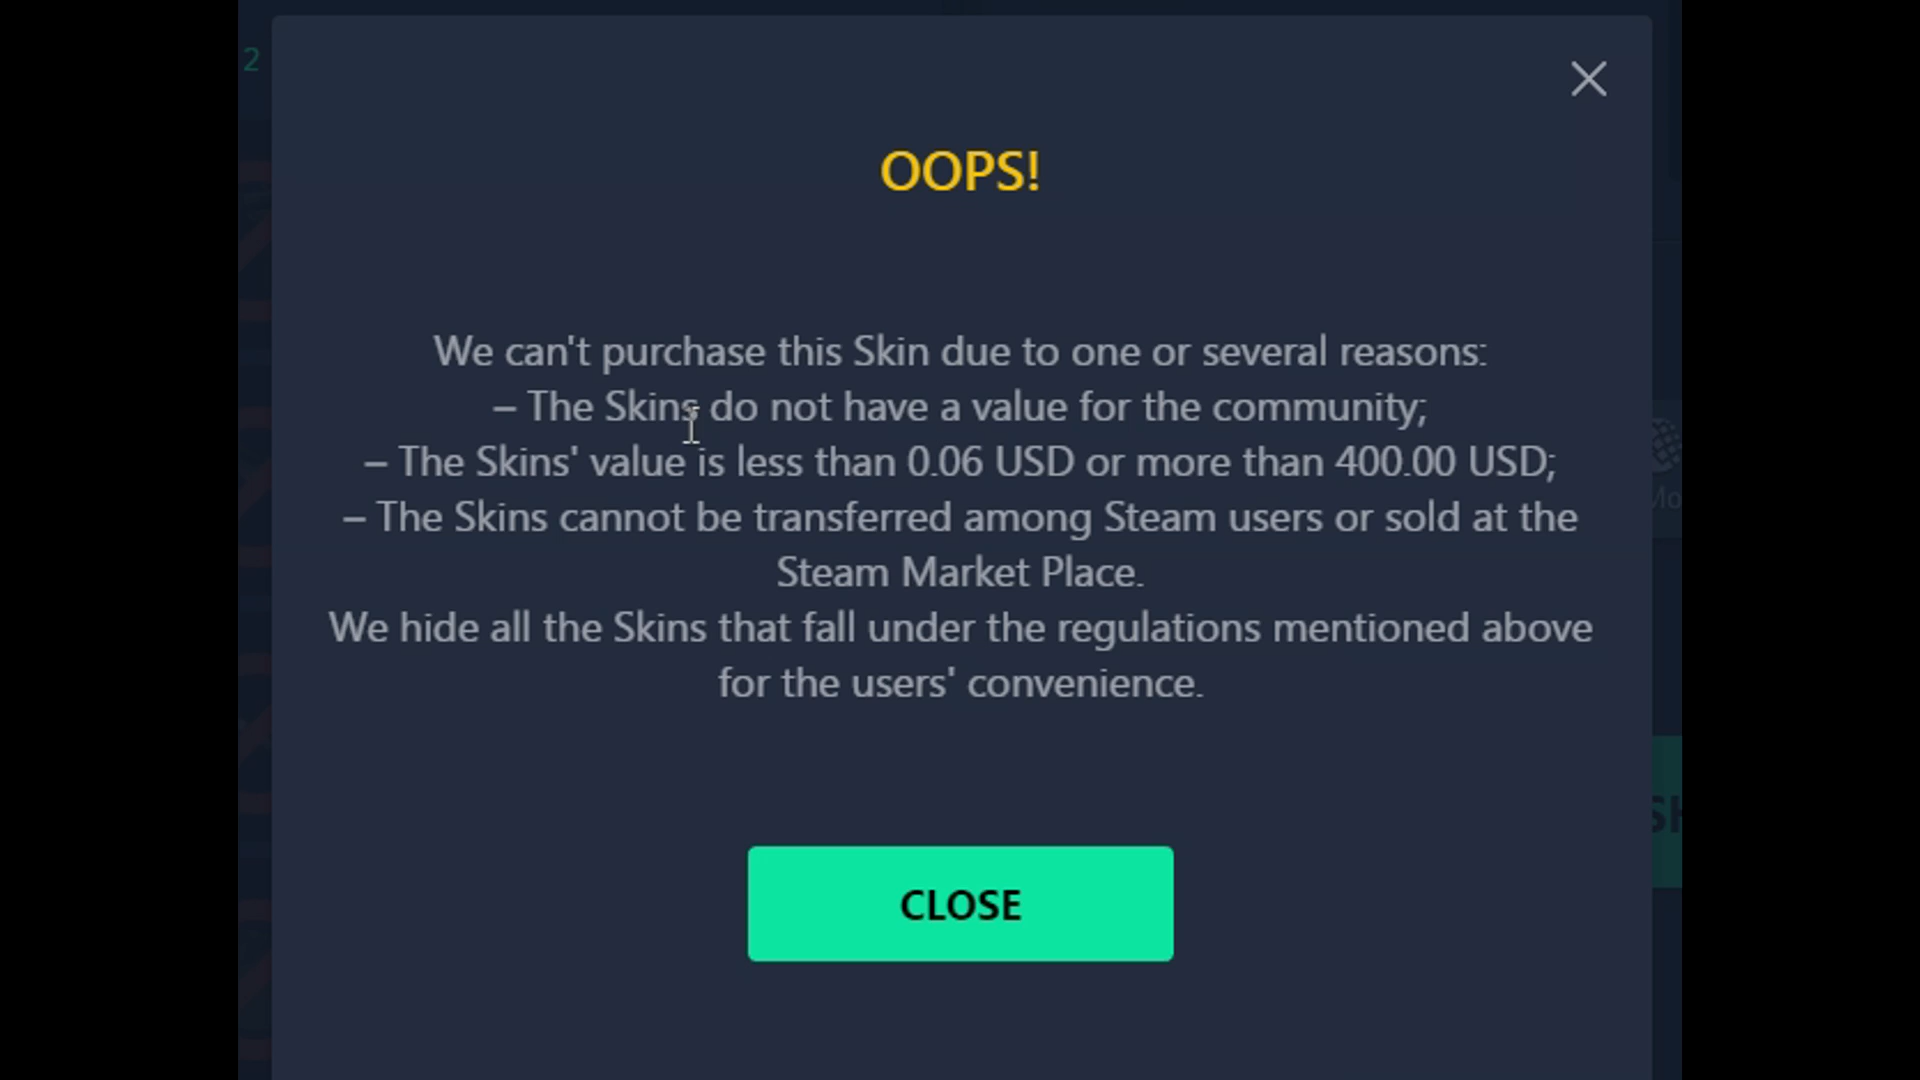 2
OOPS!
We can't purchase this Skin due to one or several reasons:
– The Skins do not have a value for the community;
– The Skins' value is less than 0.06 USD or more than 400.00 USD;
– The Skins cannot be transferred among Steam users or sold at the
Steam Market Place.
We hide all the Skins that fall under the regulations mentioned above
for the users' convenience.
CLOSE